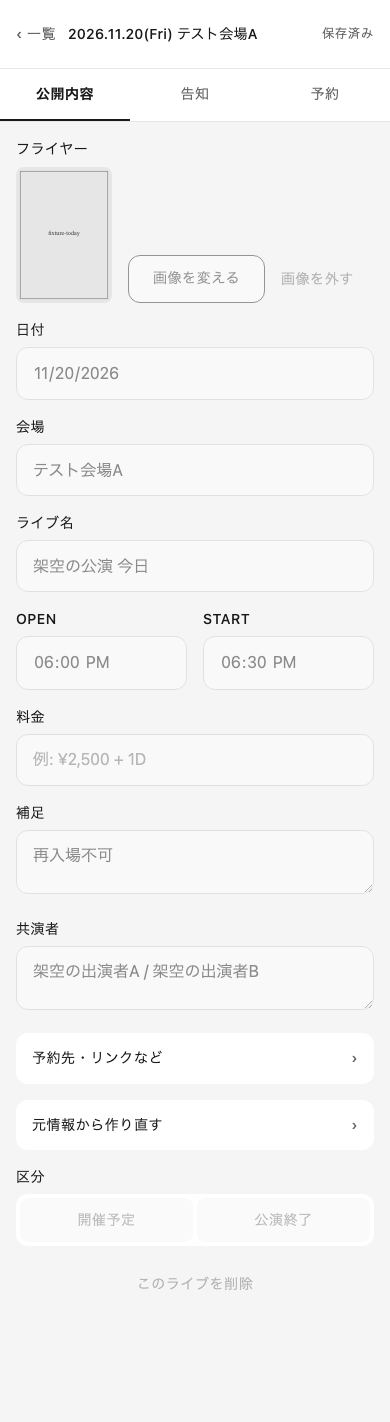 ‹ 一覧 2026.11.20(Fri) テスト会場A 保存済み
公開内容 告知 予約
フライヤー
fixture-today
画像を変える 画像を外す
日付
11/20/2026
会場
テスト会場A
ライブ名
架空の公演 今日
OPEN START
06:00 PM 06:30 PM
料金
例: ¥2,500 + 1D
補足
再入場不可
共演者
架空の出演者A / 架空の出演者B
予約先・リンクなど ›
元情報から作り直す ›
区分
開催予定 公演終了
このライブを削除